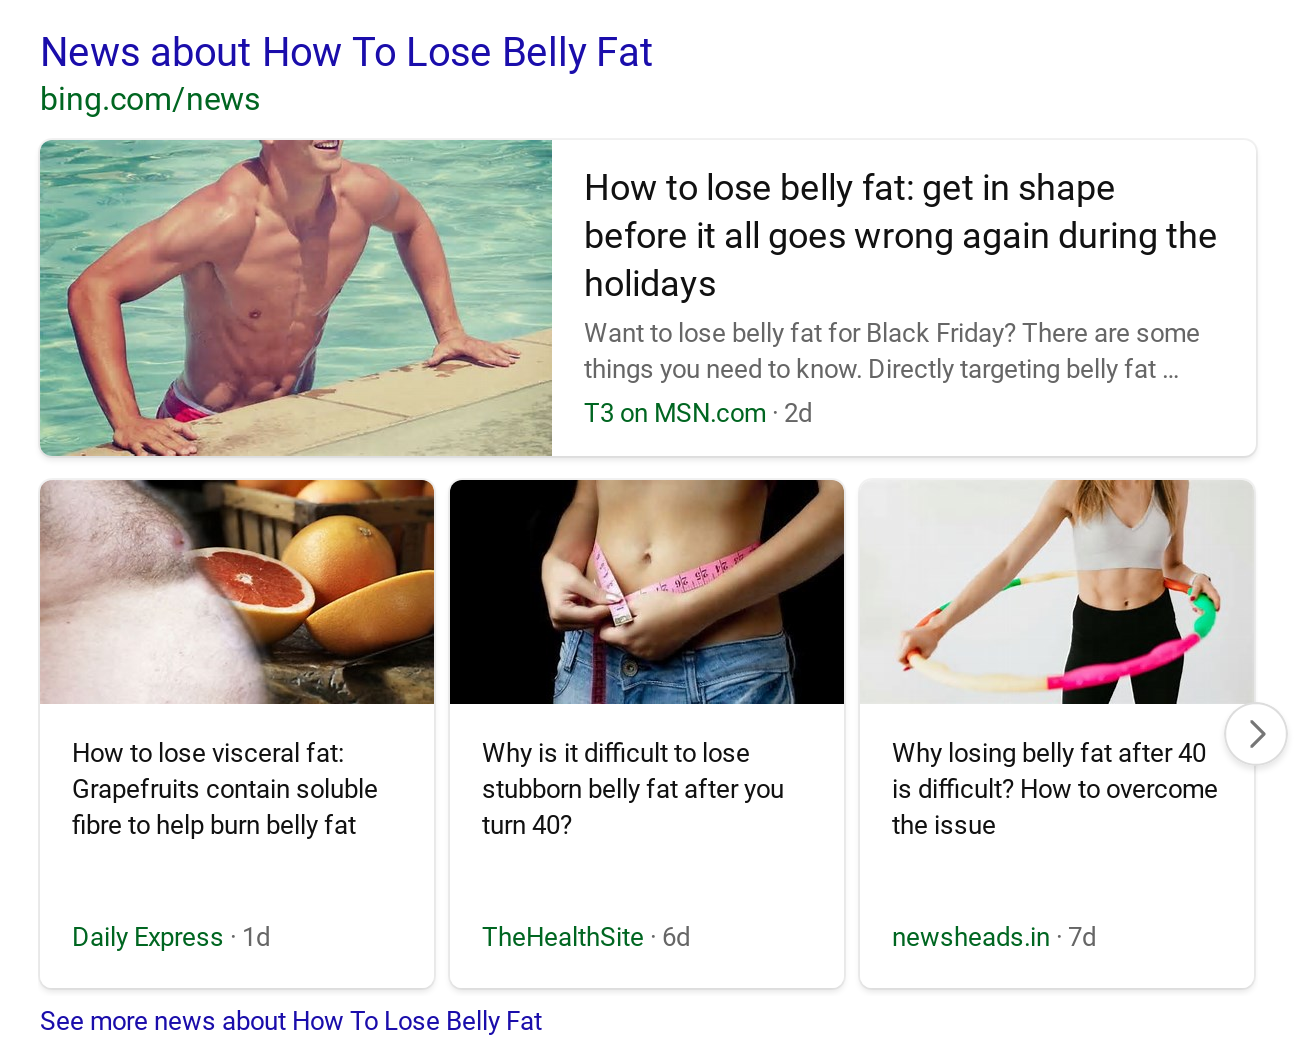 News about How To Lose Belly Fat
bing.com/news
How to lose belly fat: get in shape
before it all goes wrong again during the
holidays
Want to lose belly fat for Black Friday? There are some
things you need to know. Directly targeting belly fat ...
T3 on MSN.com · 2d
How to lose visceral fat:
Grapefruits contain soluble
fibre to help burn belly fat
Daily Express · 1d
Why is it difficult to lose
stubborn belly fat after you
turn 40?
TheHealthSite · 6d
Why losing belly fat after 40
is difficult? How to overcome
the issue
newsheads.in · 7d
See more news about How To Lose Belly Fat